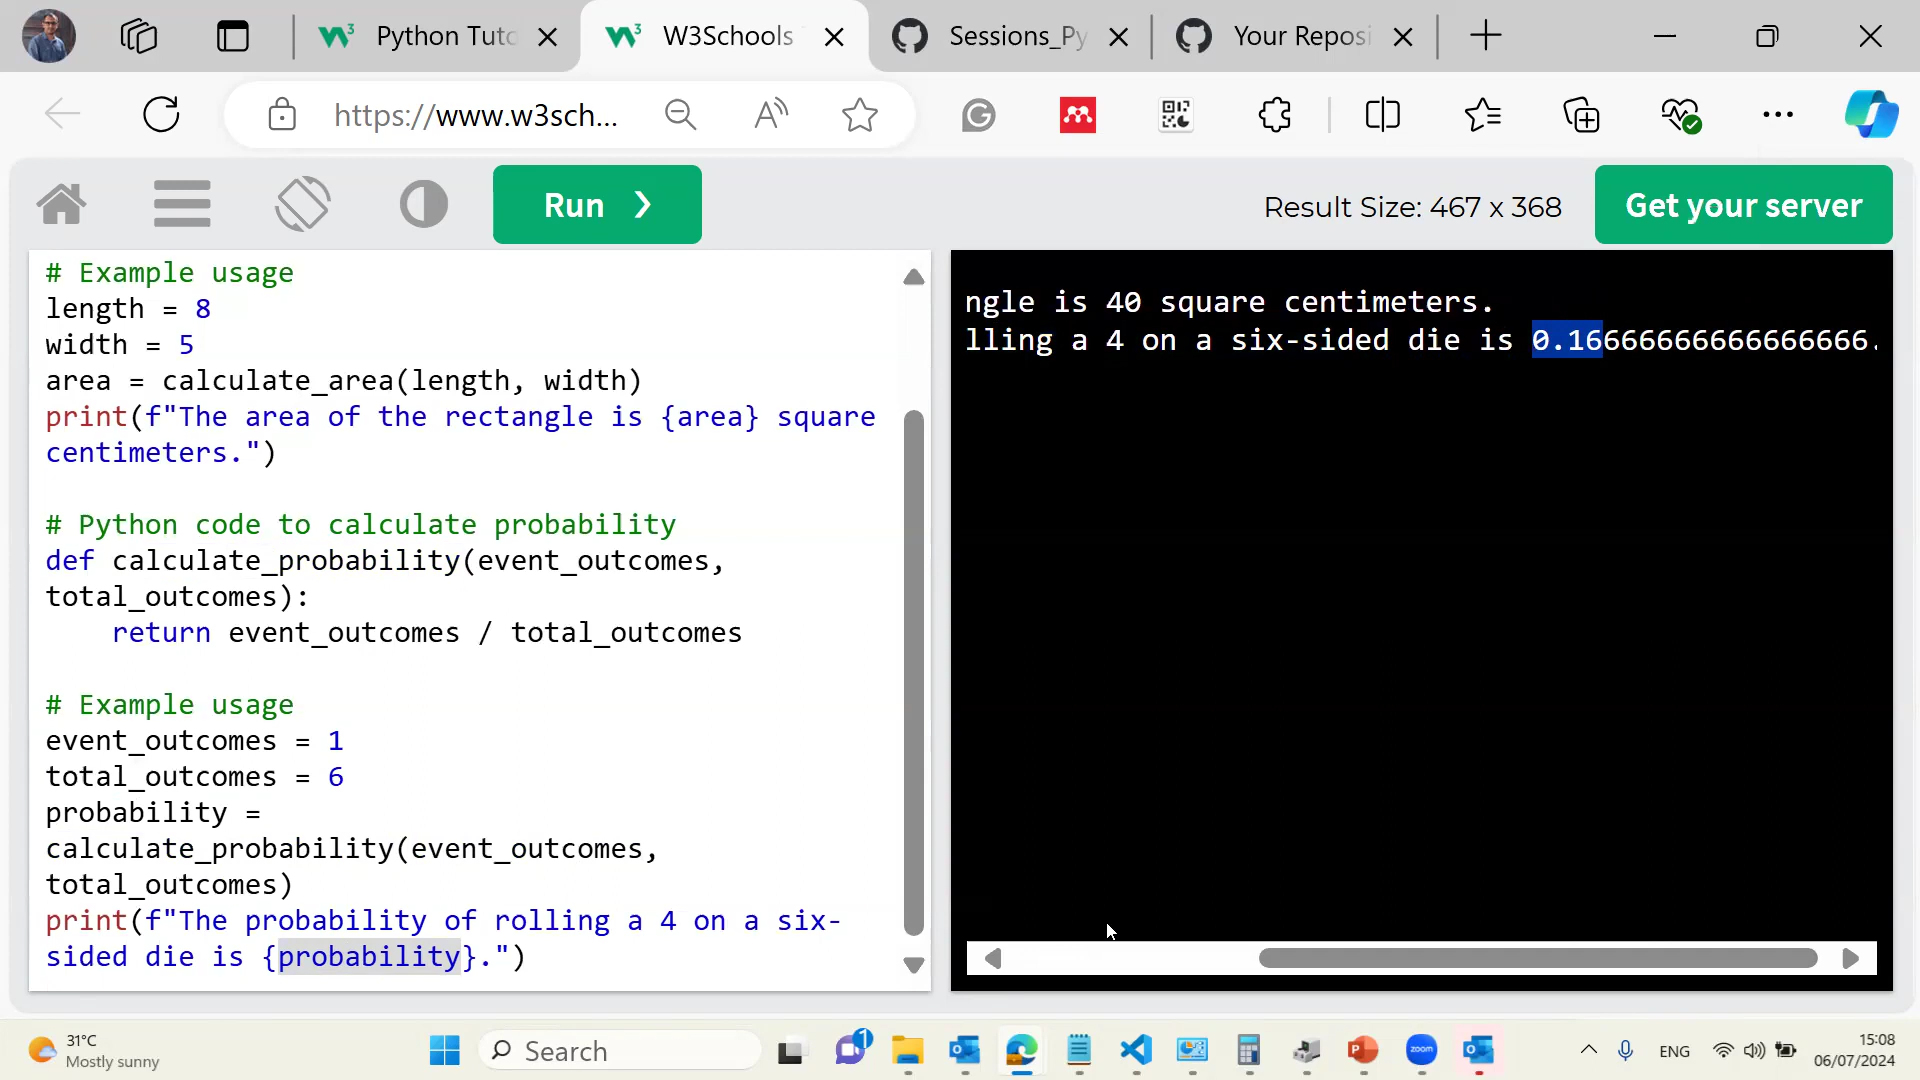 Python Tuto
W3Schools
Sessions_Py
Your Reposi
https://www.w3sch...
Run ❯
Result Size: 467 x 368
Get your server
# Example usage
length = 8
width = 5
area = calculate_area(length, width)
print(f"The area of the rectangle is {area} square
centimeters.")
# Python code to calculate probability
def calculate_probability(event_outcomes,
total_outcomes):
return event_outcomes / total_outcomes
# Example usage
event_outcomes = 1
total_outcomes = 6
probability =
calculate_probability(event_outcomes,
total_outcomes)
print(f"The probability of rolling a 4 on a six-
sided die is {probability}.")
ngle is 40 square centimeters.
lling a 4 on a six-sided die is 0.16666666666666666.
31°C
Mostly sunny
Search
1
zoom
ENG
15:08
06/07/2024